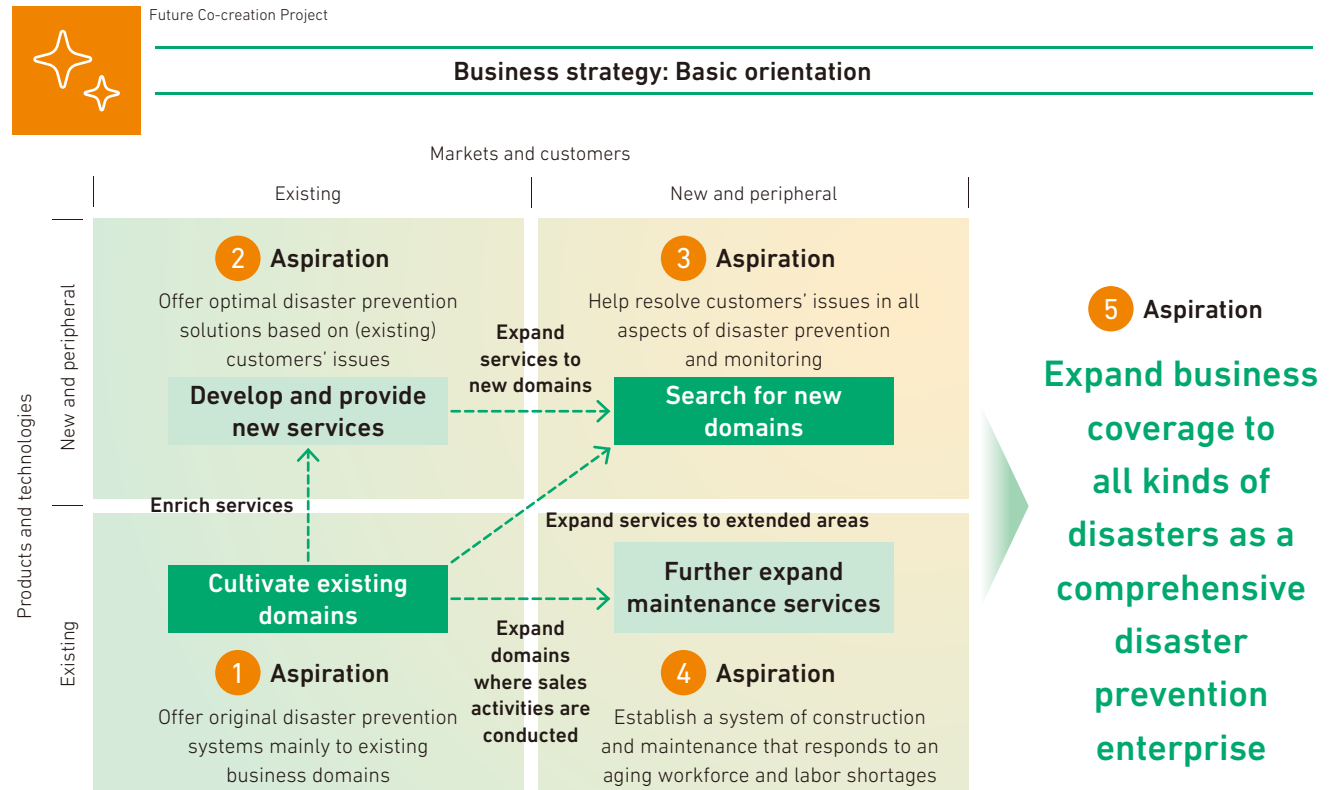 Future Co-creation Project
Business strategy: Basic orientation
Markets and customers
Existing
New and peripheral
Products and technologies
New and peripheral
Existing
2 Aspiration
Offer optimal disaster prevention
solutions based on (existing)
customers’ issues
Develop and provide
new services
Expand
services to
new domains
3 Aspiration
Help resolve customers’ issues in all
aspects of disaster prevention
and monitoring
Search for new
domains
Enrich services
Expand services to extended areas
Cultivate existing
domains
1 Aspiration
Offer original disaster prevention
systems mainly to existing
business domains
Expand
domains
where sales
activities are
conducted
Further expand
maintenance services
4 Aspiration
Establish a system of construction
and maintenance that responds to an
aging workforce and labor shortages
5 Aspiration
Expand business
coverage to
all kinds of
disasters as a
comprehensive
disaster
prevention
enterprise